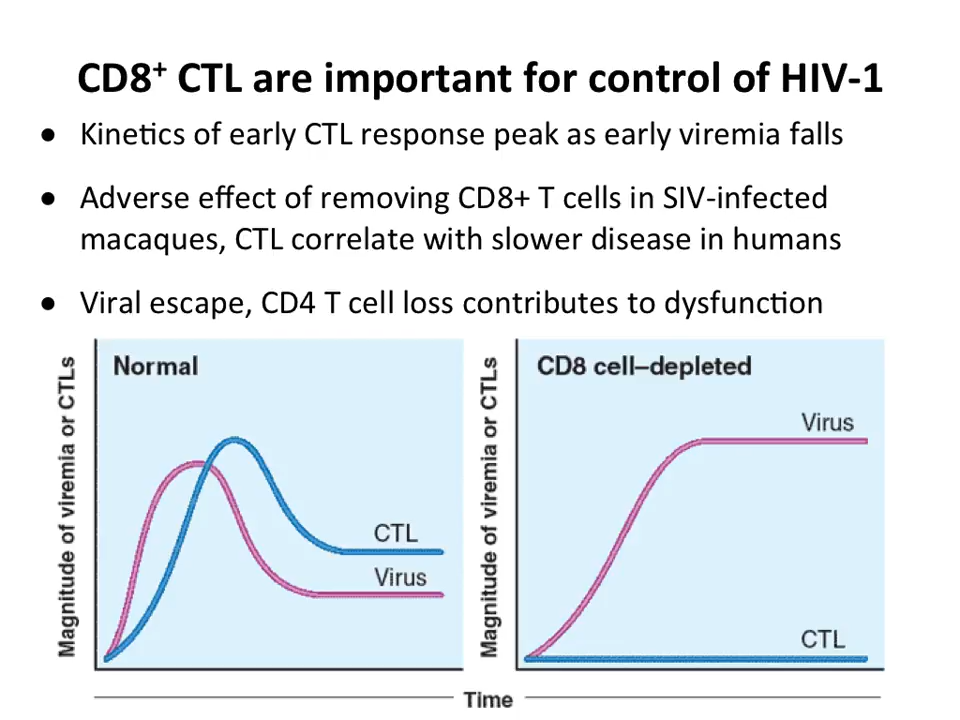 CD8+ CTL are important for control of HIV-1
● Kinetics of early CTL response peak as early viremia falls
● Adverse effect of removing CD8+ T cells in SIV-infected
macaques, CTL correlate with slower disease in humans
● Viral escape, CD4 T cell loss contributes to dysfunction
Magnitude of viremia or CTLs
Normal
CTL
Virus
Magnitude of viremia or CTLs
CD8 cell–depleted
Virus
CTL
Time